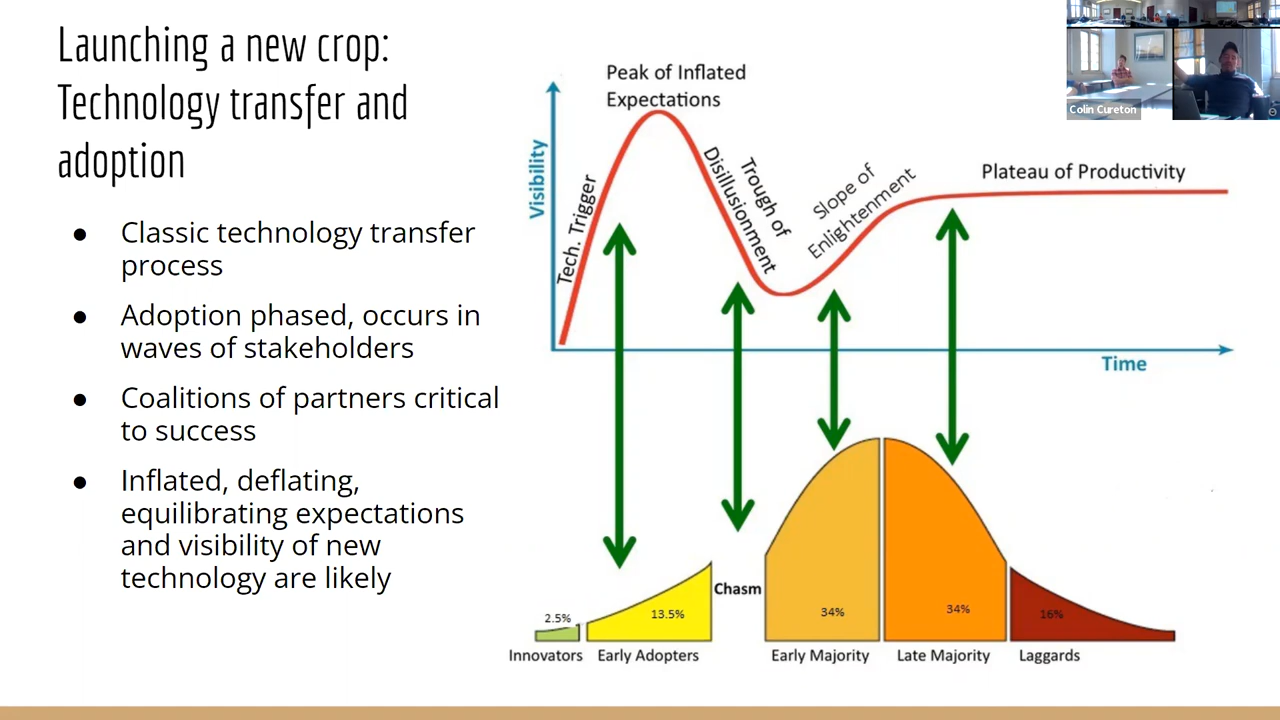 Launching a new crop:
Technology transfer and
adoption
● Classic technology transfer
process
● Adoption phased, occurs in
waves of stakeholders
● Coalitions of partners critical
to success
● Inflated, deflating,
equilibrating expectations
and visibility of new
technology are likely
Peak of Inflated
Expectations
Visibility
Tech. Trigger
Trough of
Disillusionment
Slope of
Enlightenment
Plateau of Productivity
Time
Chasm
2.5%
13.5%
34%
34%
16%
Innovators
Early Adopters
Early Majority
Late Majority
Laggards
Colin Cureton